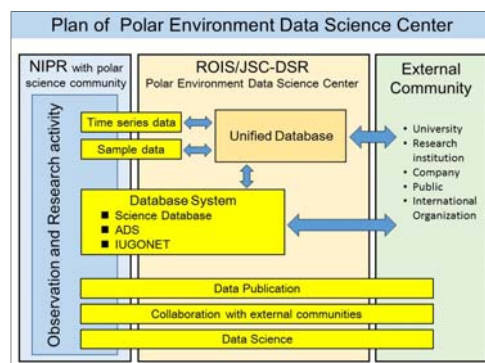 Plan of Polar Environment Data Science Center
NIPR with polar
science community
Observation and Research activity
ROIS/JSC-DSR
Polar Environment Data Science Center
Time series data
Sample data
Unified Database
Database System
■ Science Database
■ ADS
■ IUGONET
External
Community
• University
• Research
institution
• Company
• Public
• International
Organization
Data Publication
Collaboration with external communities
Data Science